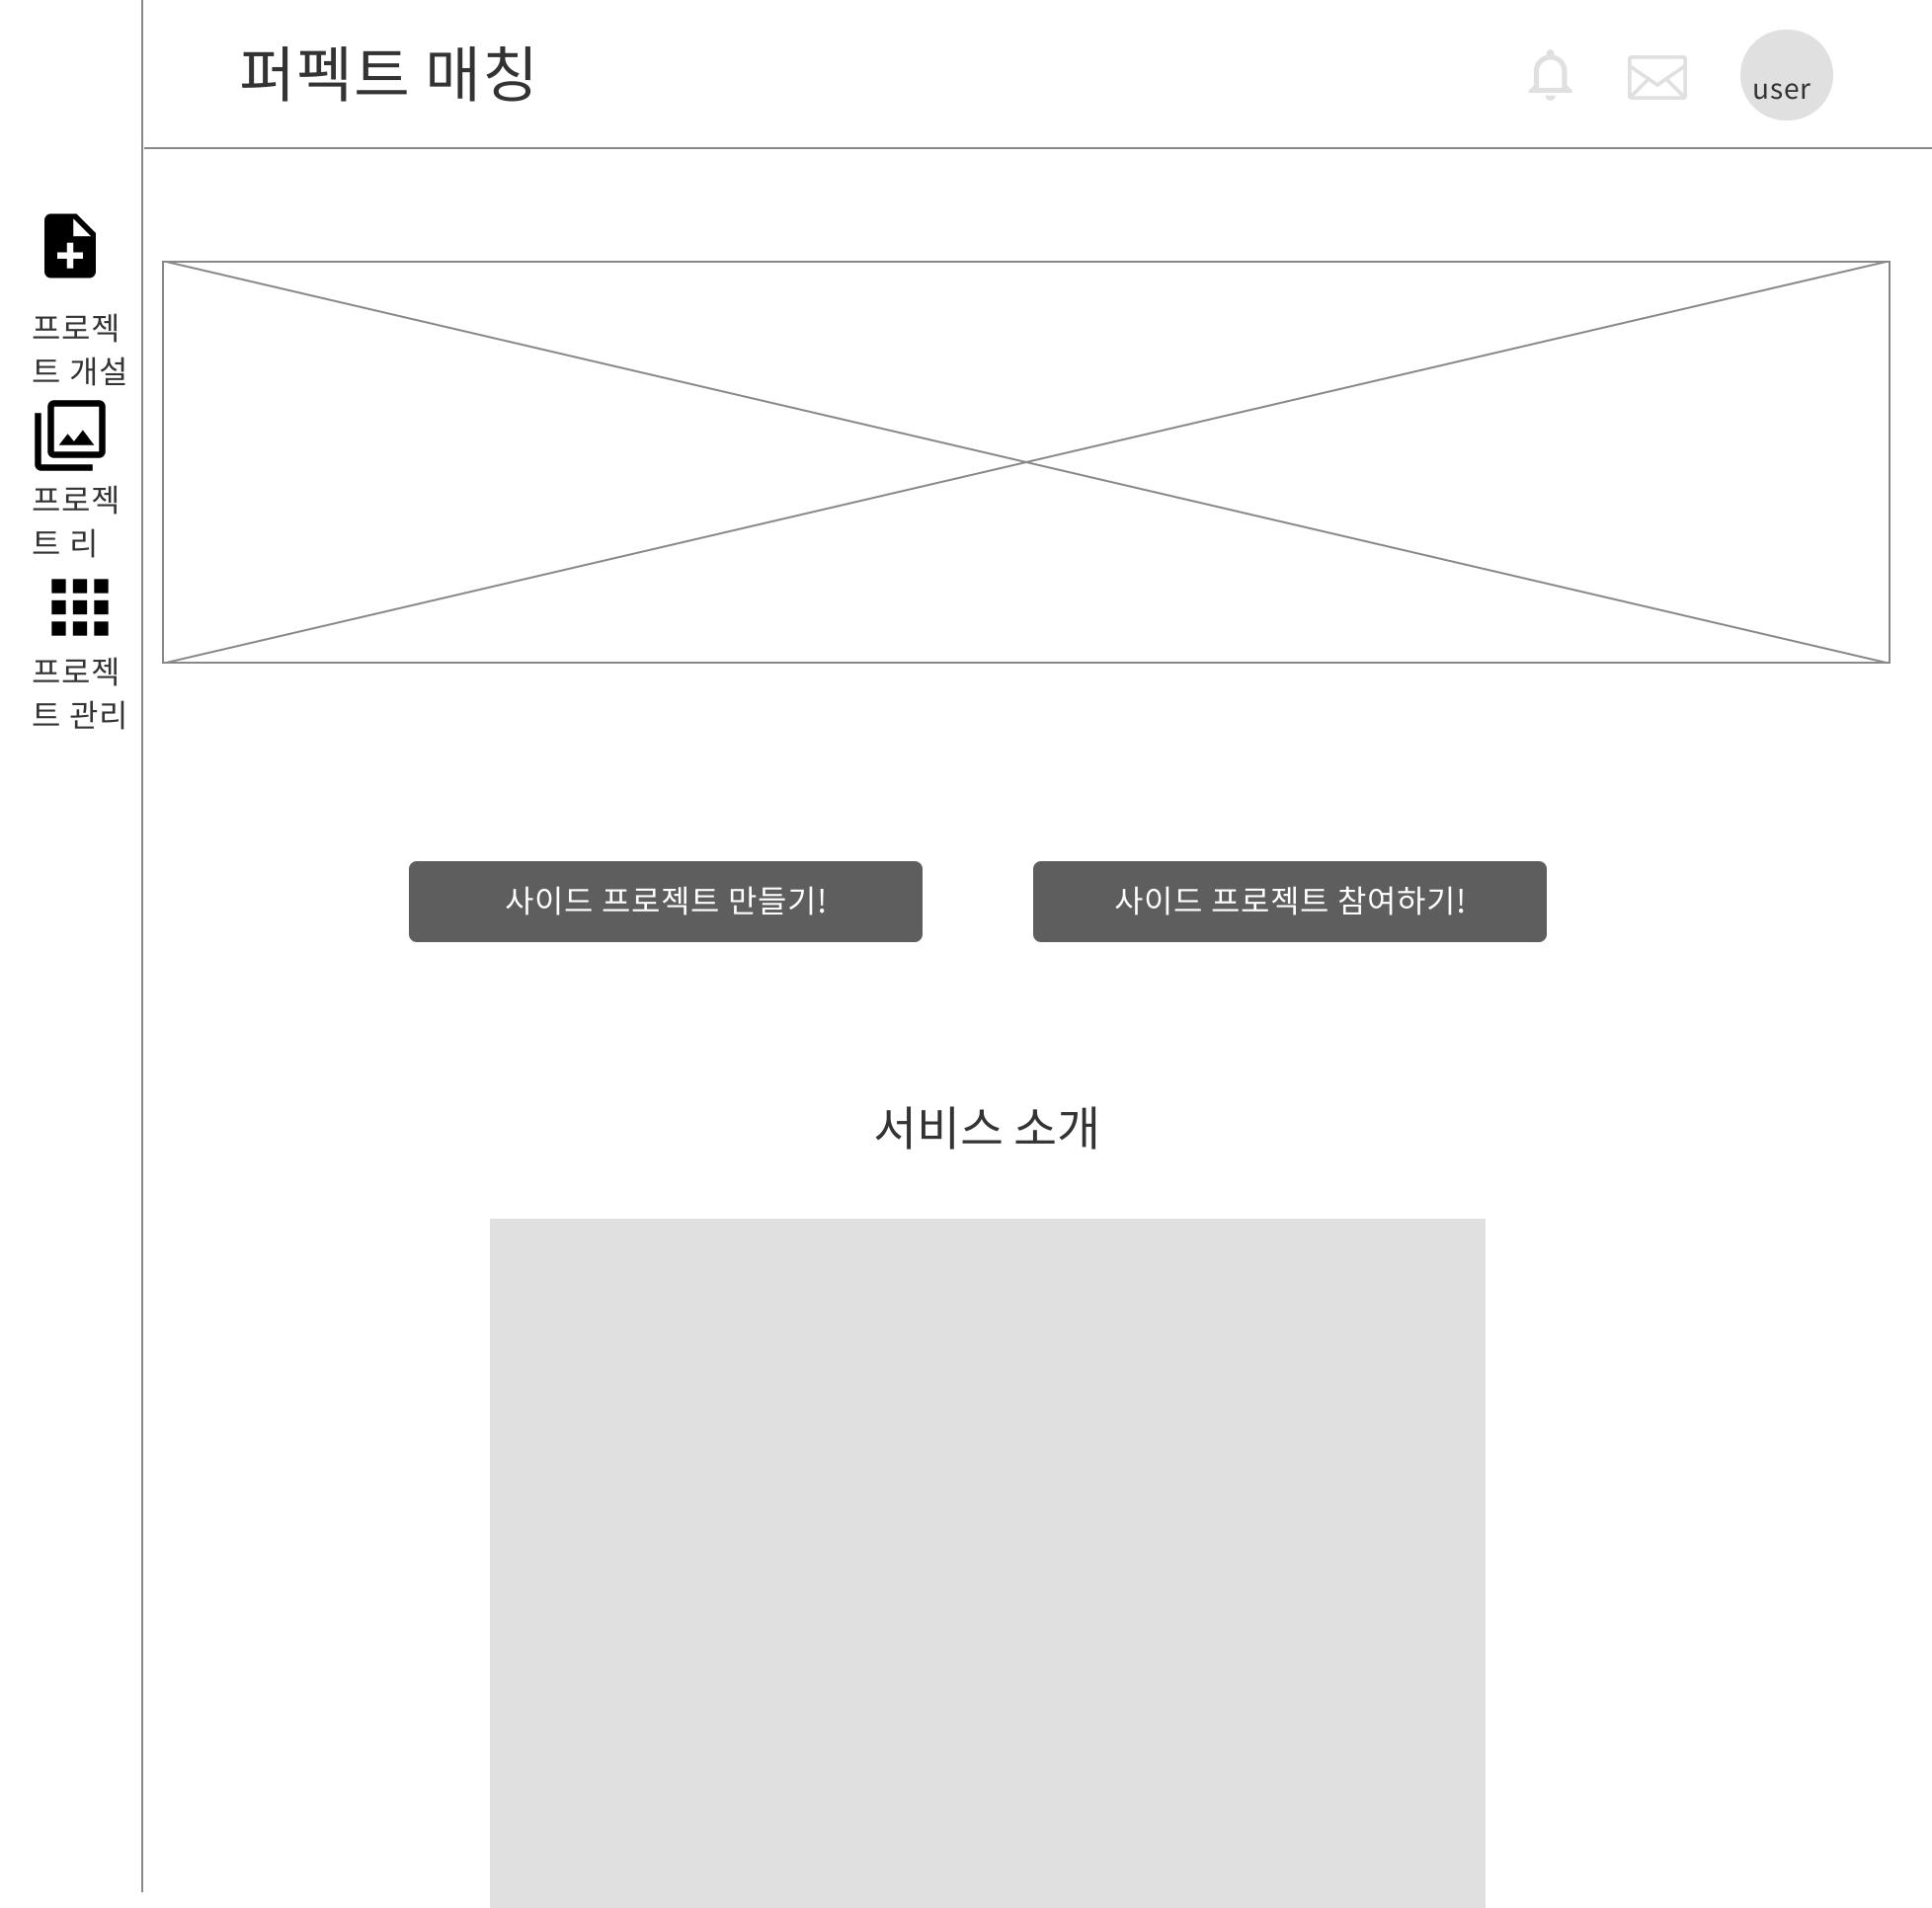 퍼펙트 매칭
user
프로젝
트 개설
프로젝
트 리
프로젝
트 관리
사이드 프로젝트 만들기!
사이드 프로젝트 참여하기!
서비스 소개